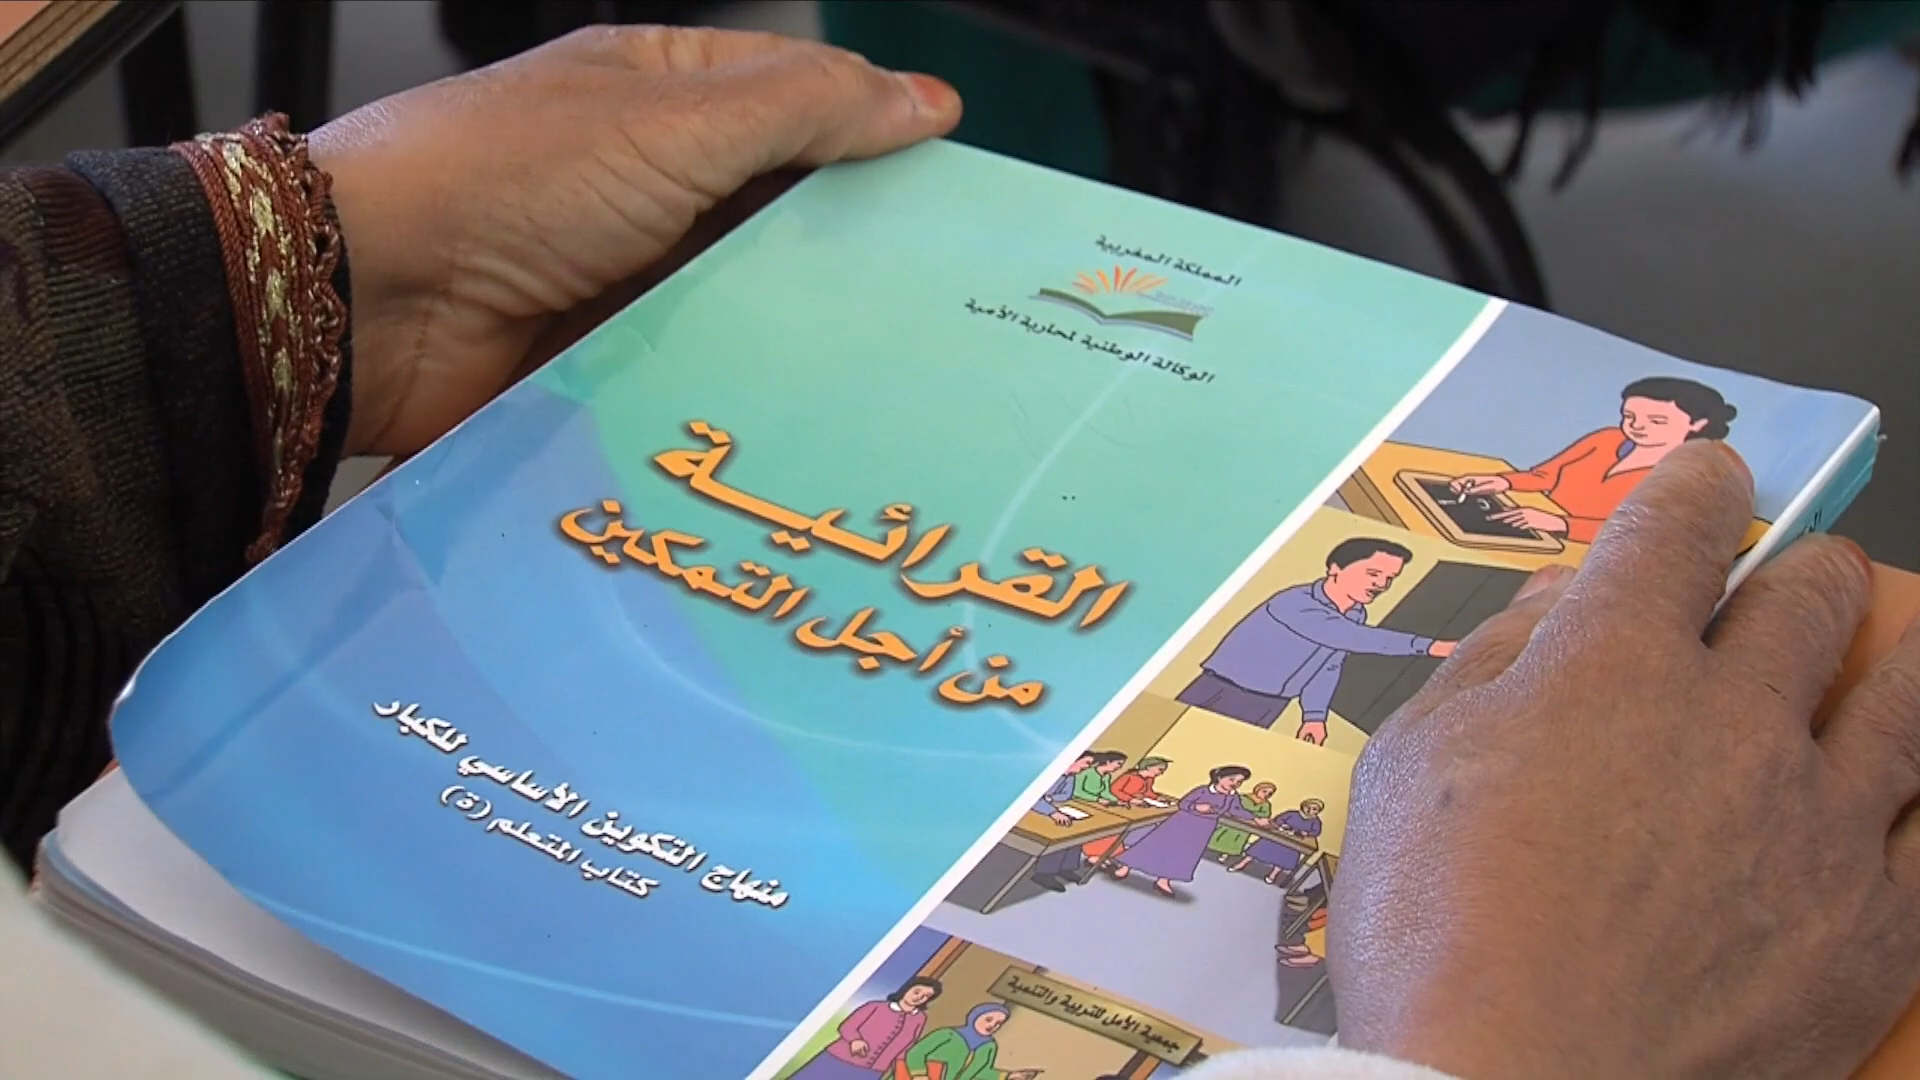 المملكة المغربية
الوكالة الوطنية لمحاربة الأمية
القرائية
من أجل التمكين
منهاج التكوين الأساسي للكبار
كتاب المتعلم (ة)
جمعية الأمل للتربية والتنمية